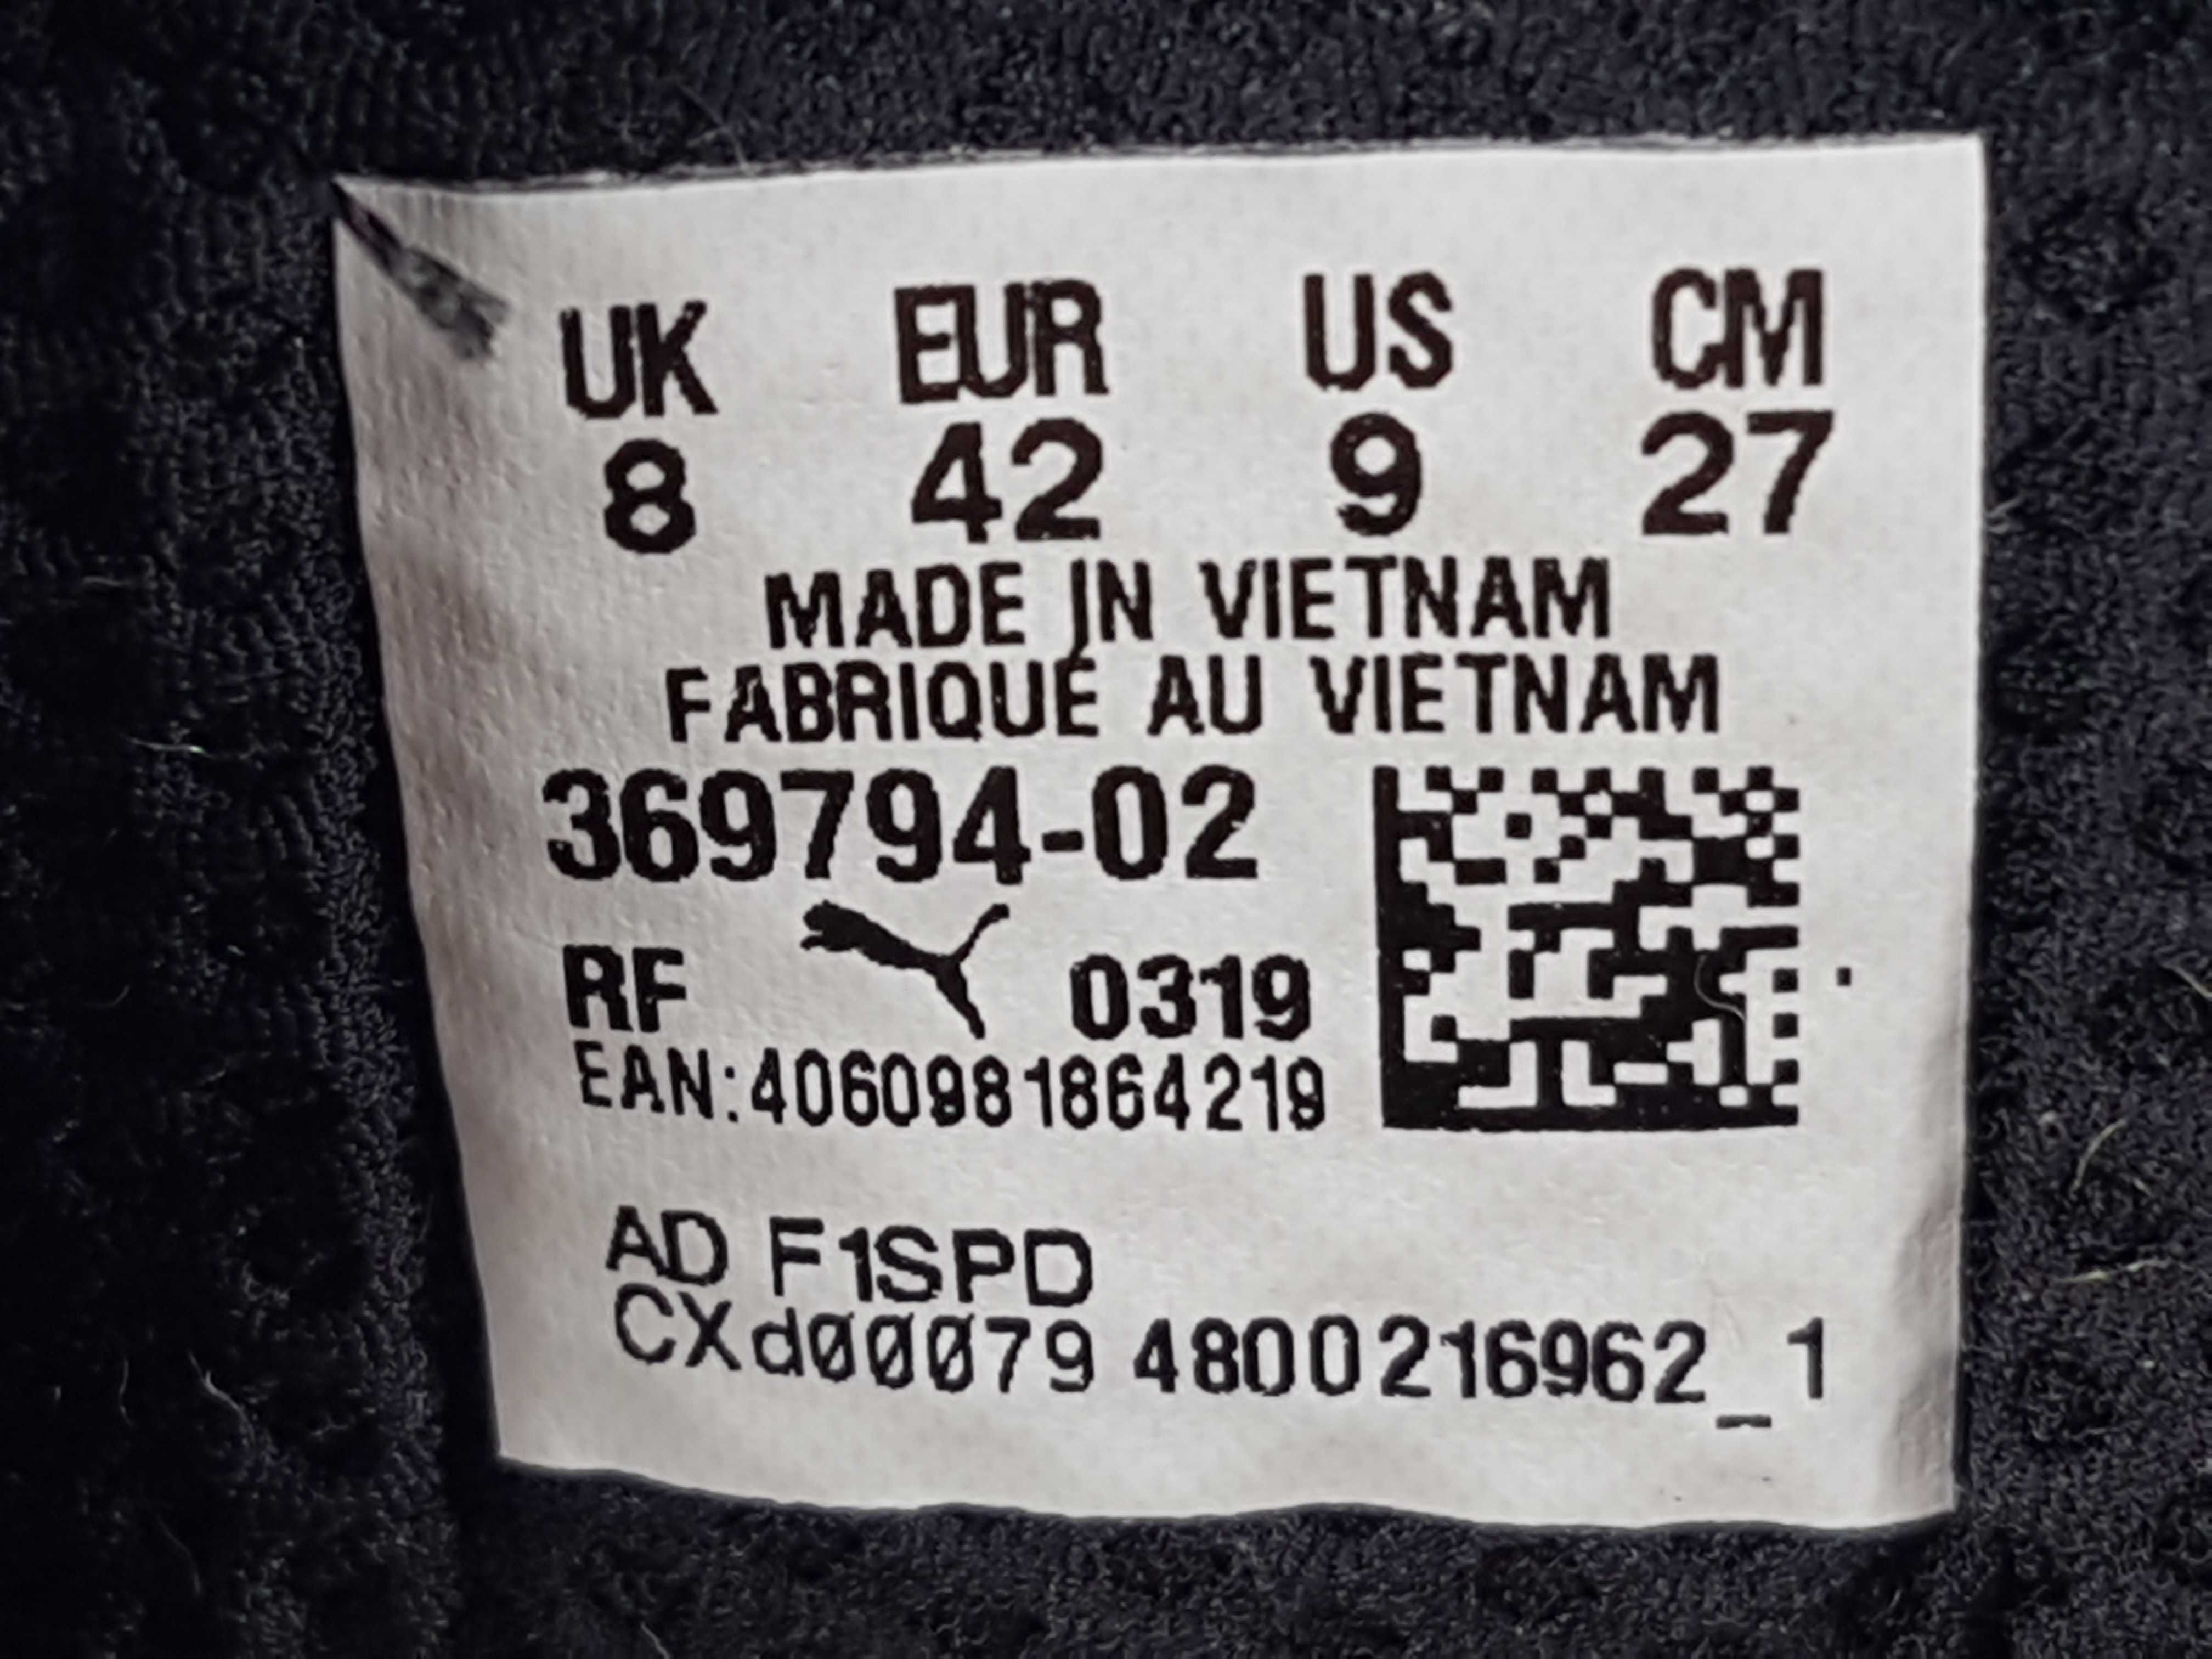 UK EUR US CM
8 42 9 27
MADE IN VIETNAM
FABRIQUÉ AU VIETNAM
369794-02
RF 0319
EAN:4060981864219
AD F1SPD
CXd00079 4800216962_1